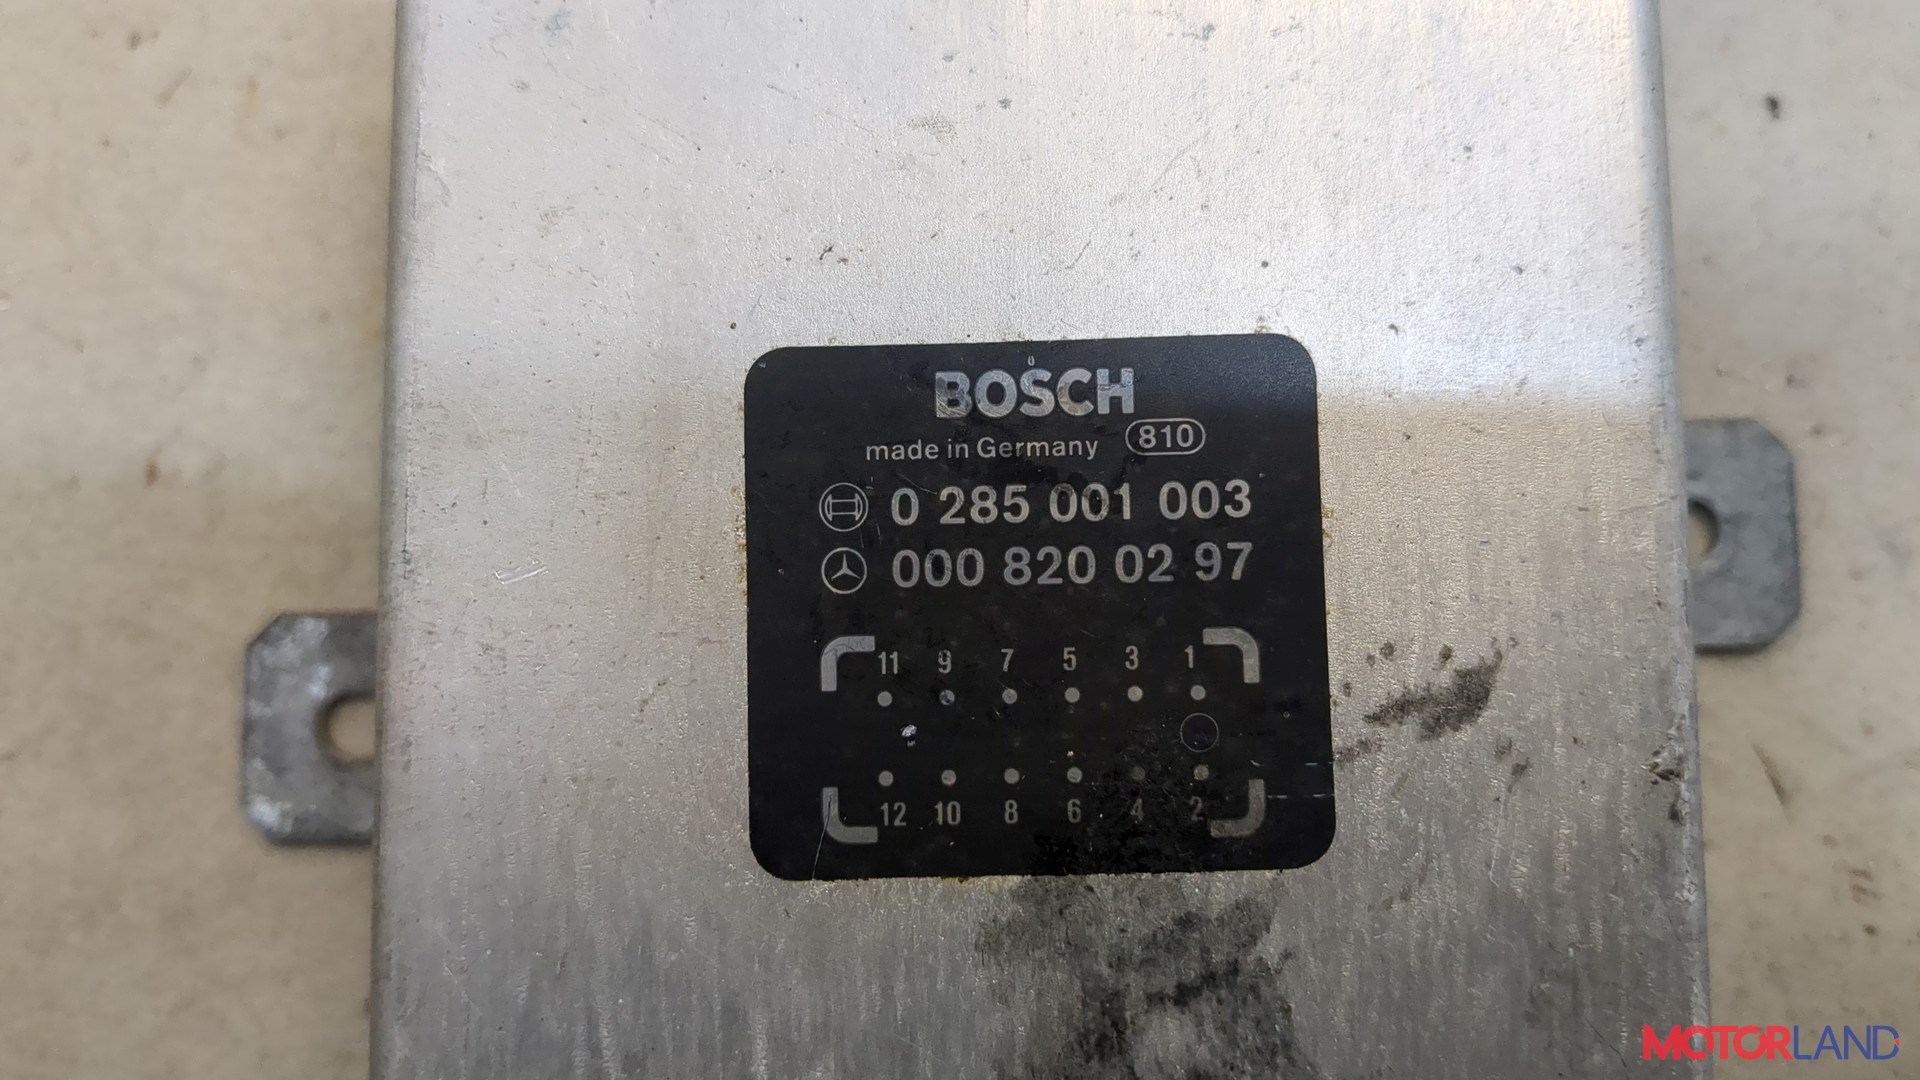 BOSCH
made in Germany 810
0 285 001 003
000 820 02 97
11 9 7 5 3 1
12 10 8 6 4 2
MOTORLAND